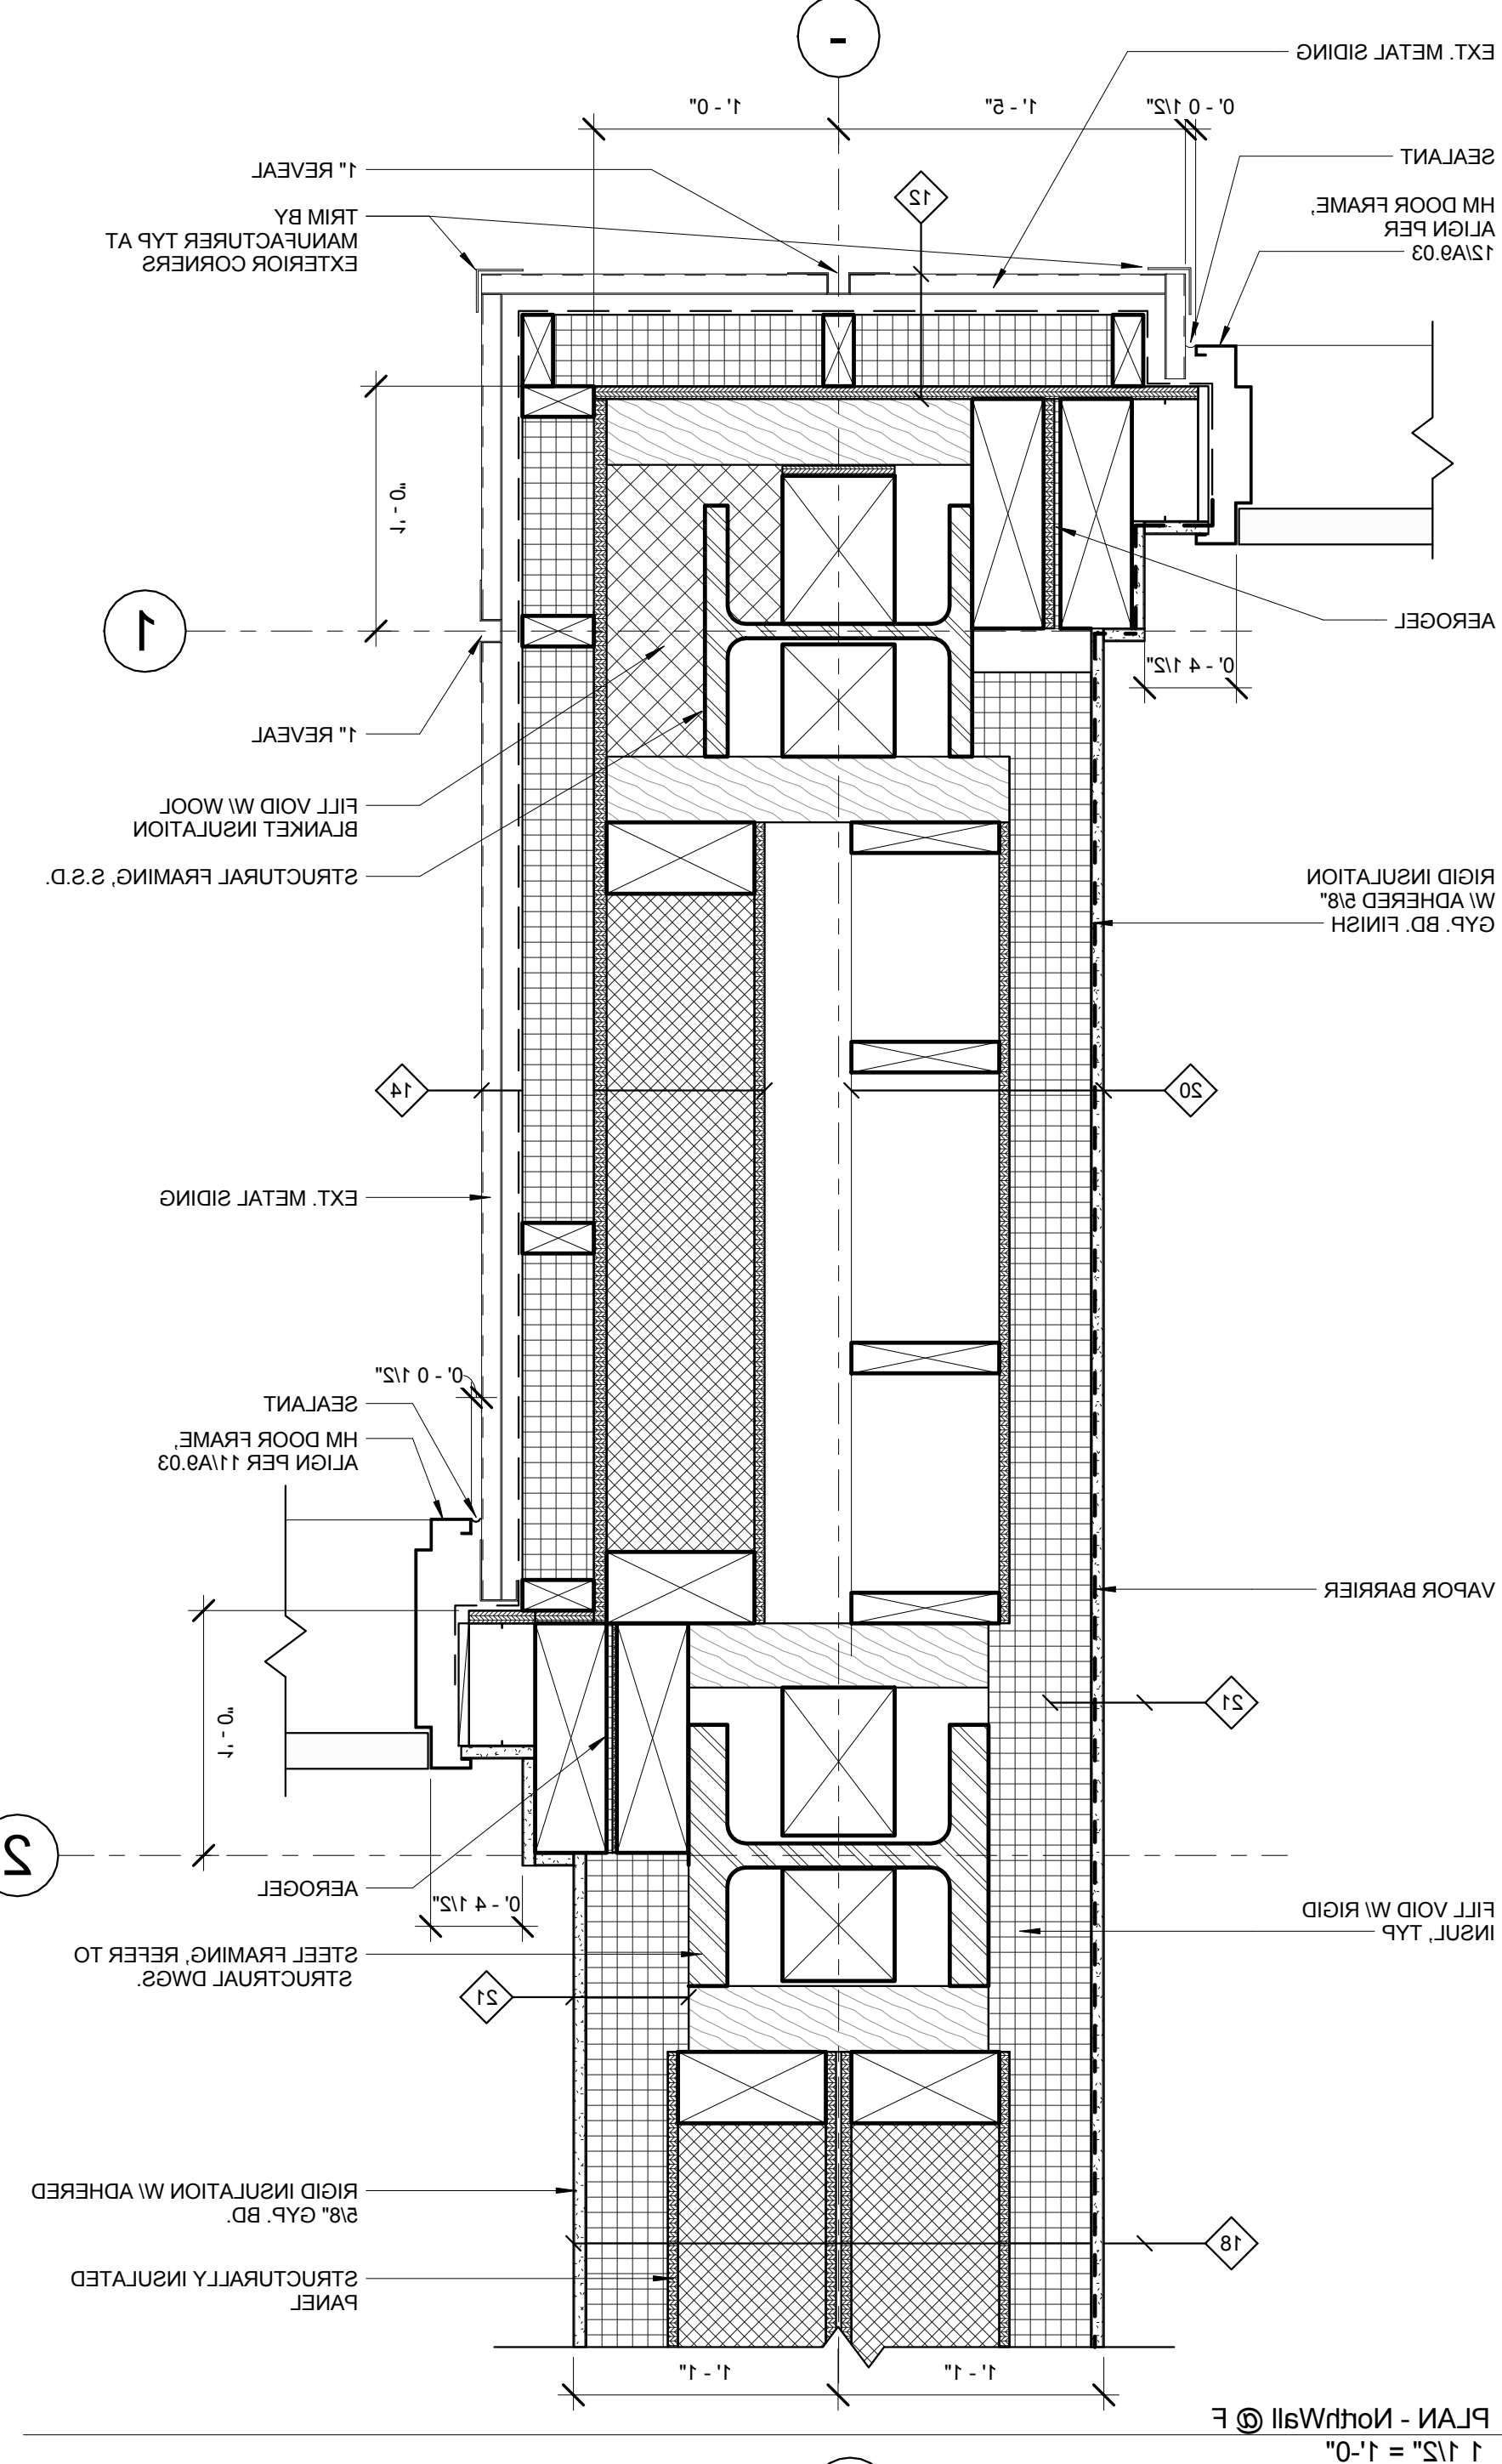 -
EXT. METAL SIDING
1' - 0"
1' - 5"
0' - 0 1/2"
SEALANT
1" REVEAL
12
TRIM BY
MANUFACTURER TYP AT
EXTERIOR CORNERS
HM DOOR FRAME,
ALIGN PER
12/A9.03
1' - 0"
1
AEROGEL
0' - 4 1/2"
1" REVEAL
FILL VOID W/ WOOL
BLANKET INSULATION
STRUCTURAL FRAMING, S.S.D.
RIGID INSULATION
W/ ADHERED 5/8"
GYP. BD. FINISH
14
20
EXT. METAL SIDING
0' - 0 1/2"
SEALANT
HM DOOR FRAME,
ALIGN PER 11/A9.03
VAPOR BARRIER
1' - 0"
21
2
AEROGEL
0' - 4 1/2"
FILL VOID W/ RIGID
INSUL, TYP
STEEL FRAMING, REFER TO
STRUCTRUAL DWGS.
21
RIGID INSULATION W/ ADHERED
5/8" GYP. BD.
18
STRUCTURALLY INSULATED
PANEL
1' - 1"
1' - 1"
PLAN - NorthWall @ F
1 1/2" = 1'-0"